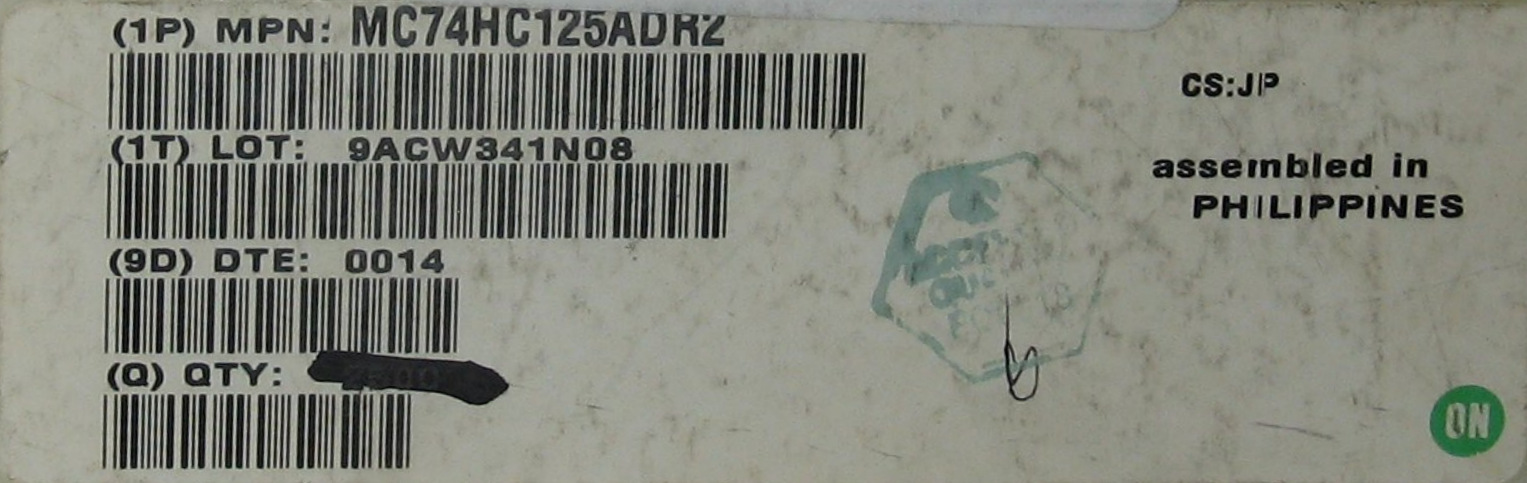 (1P) MPN: MC74HC125ADR2
CS:JP
(1T) LOT: 9ACW341N08
assembled in
PHILIPPINES
(9D) DTE: 0014
(Q) QTY:
ON